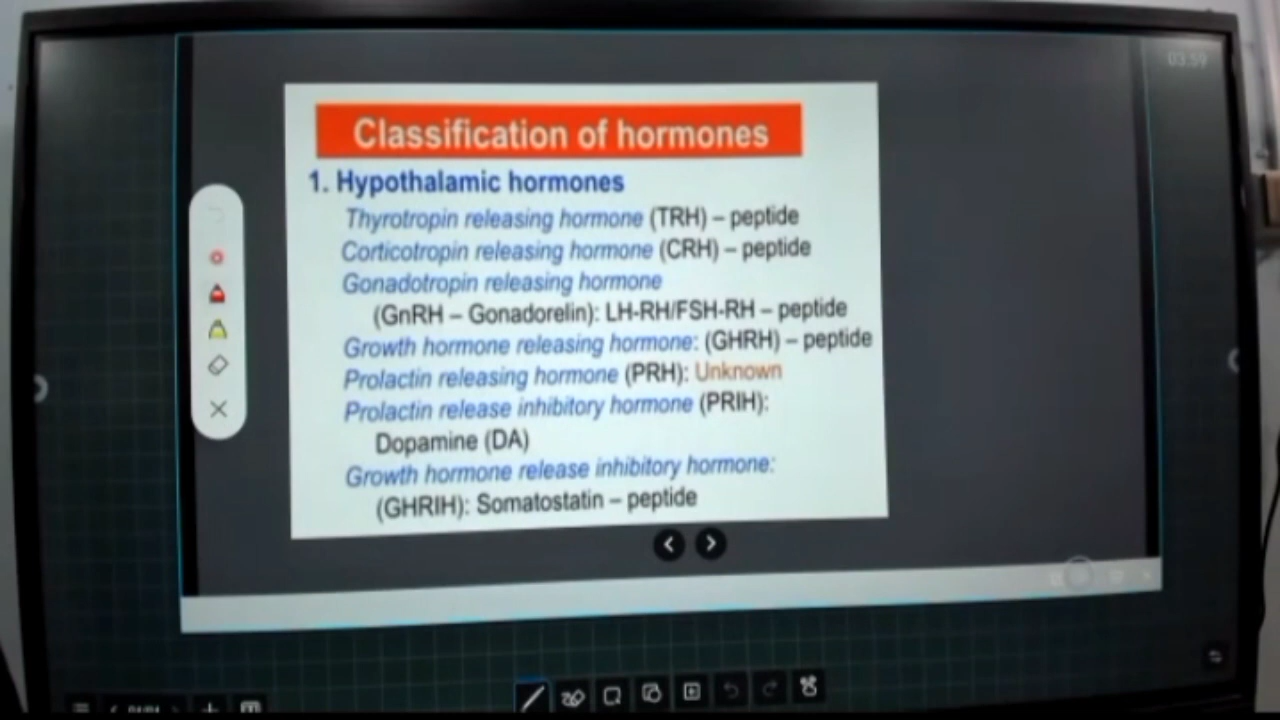 03:59
Classification of hormones
1. Hypothalamic hormones
Thyrotropin releasing hormone (TRH) – peptide
Corticotropin releasing hormone (CRH) – peptide
Gonadotropin releasing hormone
(GnRH – Gonadorelin): LH-RH/FSH-RH – peptide
Growth hormone releasing hormone: (GHRH) – peptide
Prolactin releasing hormone (PRH): Unknown
Prolactin release inhibitory hormone (PRIH):
Dopamine (DA)
Growth hormone release inhibitory hormone:
(GHRIH): Somatostatin – peptide